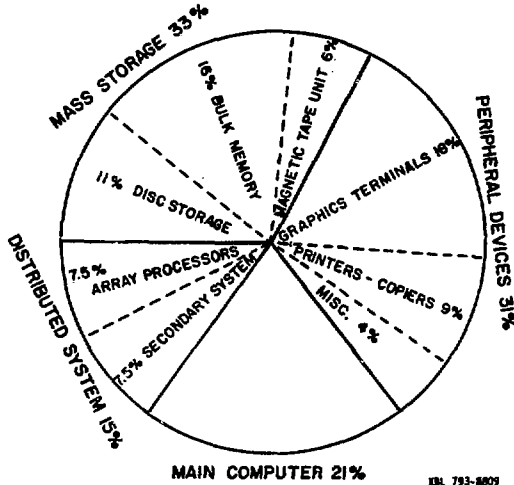 MASS STORAGE 33%
16% BULK MEMORY
MAGNETIC TAPE UNIT 6%
11% DISC STORAGE
PERIPHERAL DEVICES 31%
GRAPHICS TERMINALS 18%
PRINTERS - COPIERS 9%
MISC. 4%
DISTRIBUTED SYSTEM 15%
7.5% ARRAY PROCESSORS
7.5% SECONDARY SYSTEM
MAIN COMPUTER 21%
XBL 793-8809